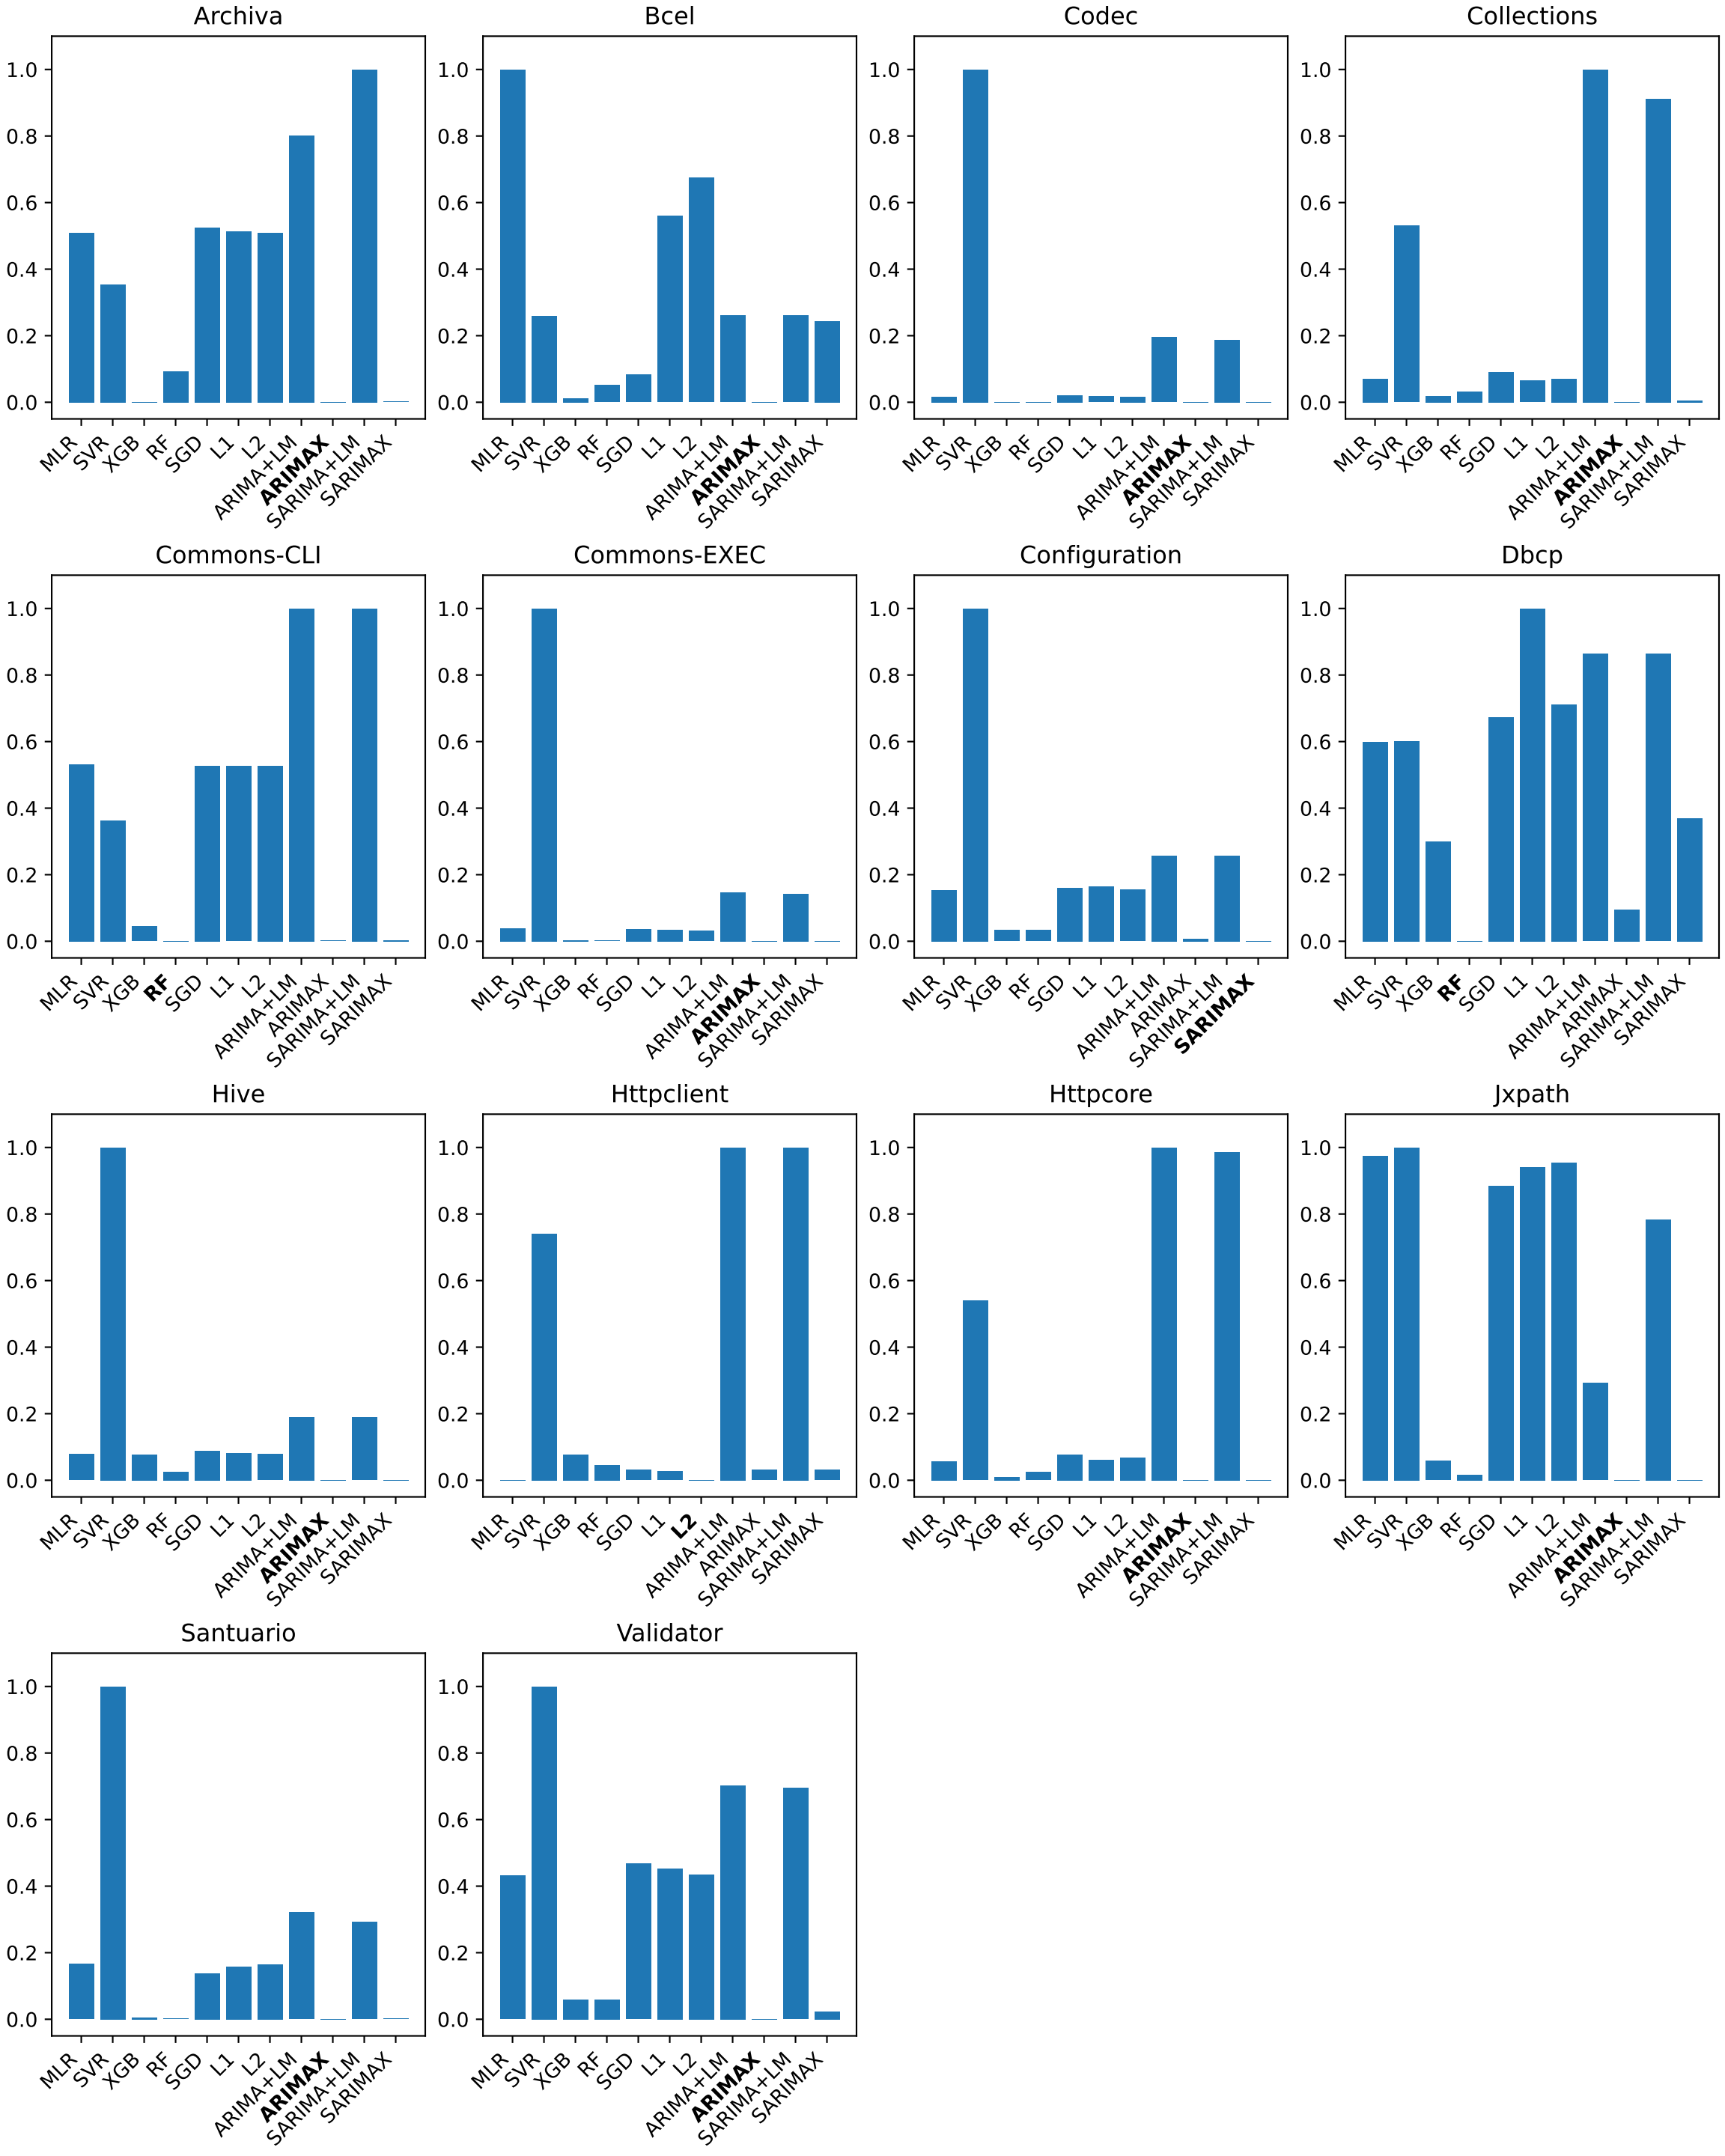 Archiva Bcel Codec Collections
1.0 1.0 1.0 1.0
0.8 0.8 0.8 0.8
0.6 0.6 0.6 0.6
0.4 0.4 0.4 0.4
0.2 0.2 0.2 0.2
0.0 0.0 0.0 0.0
MLR SVR XGB RF SGD L1 L2 ARIMA+LM ARIMAX SARIMA+LM SARIMAX MLR SVR XGB RF SGD L1 L2 ARIMA+LM ARIMAX SARIMA+LM SARIMAX MLR SVR XGB RF SGD L1 L2 ARIMA+LM ARIMAX SARIMA+LM SARIMAX MLR SVR XGB RF SGD L1 L2 ARIMA+LM ARIMAX SARIMA+LM SARIMAX
Commons-CLI Commons-EXEC Configuration Dbcp
1.0 1.0 1.0 1.0
0.8 0.8 0.8 0.8
0.6 0.6 0.6 0.6
0.4 0.4 0.4 0.4
0.2 0.2 0.2 0.2
0.0 0.0 0.0 0.0
MLR SVR XGB RF SGD L1 L2 ARIMA+LM ARIMAX SARIMA+LM SARIMAX MLR SVR XGB RF SGD L1 L2 ARIMA+LM ARIMAX SARIMA+LM SARIMAX MLR SVR XGB RF SGD L1 L2 ARIMA+LM ARIMAX SARIMA+LM SARIMAX MLR SVR XGB RF SGD L1 L2 ARIMA+LM ARIMAX SARIMA+LM SARIMAX
Hive Httpclient Httpcore Jxpath
1.0 1.0 1.0 1.0
0.8 0.8 0.8 0.8
0.6 0.6 0.6 0.6
0.4 0.4 0.4 0.4
0.2 0.2 0.2 0.2
0.0 0.0 0.0 0.0
MLR SVR XGB RF SGD L1 L2 ARIMA+LM ARIMAX SARIMA+LM SARIMAX MLR SVR XGB RF SGD L1 L2 ARIMA+LM ARIMAX SARIMA+LM SARIMAX MLR SVR XGB RF SGD L1 L2 ARIMA+LM ARIMAX SARIMA+LM SARIMAX MLR SVR XGB RF SGD L1 L2 ARIMA+LM ARIMAX SARIMA+LM SARIMAX
Santuario Validator
1.0 1.0
0.8 0.8
0.6 0.6
0.4 0.4
0.2 0.2
0.0 0.0
MLR SVR XGB RF SGD L1 L2 ARIMA+LM ARIMAX SARIMA+LM SARIMAX MLR SVR XGB RF SGD L1 L2 ARIMA+LM ARIMAX SARIMA+LM SARIMAX